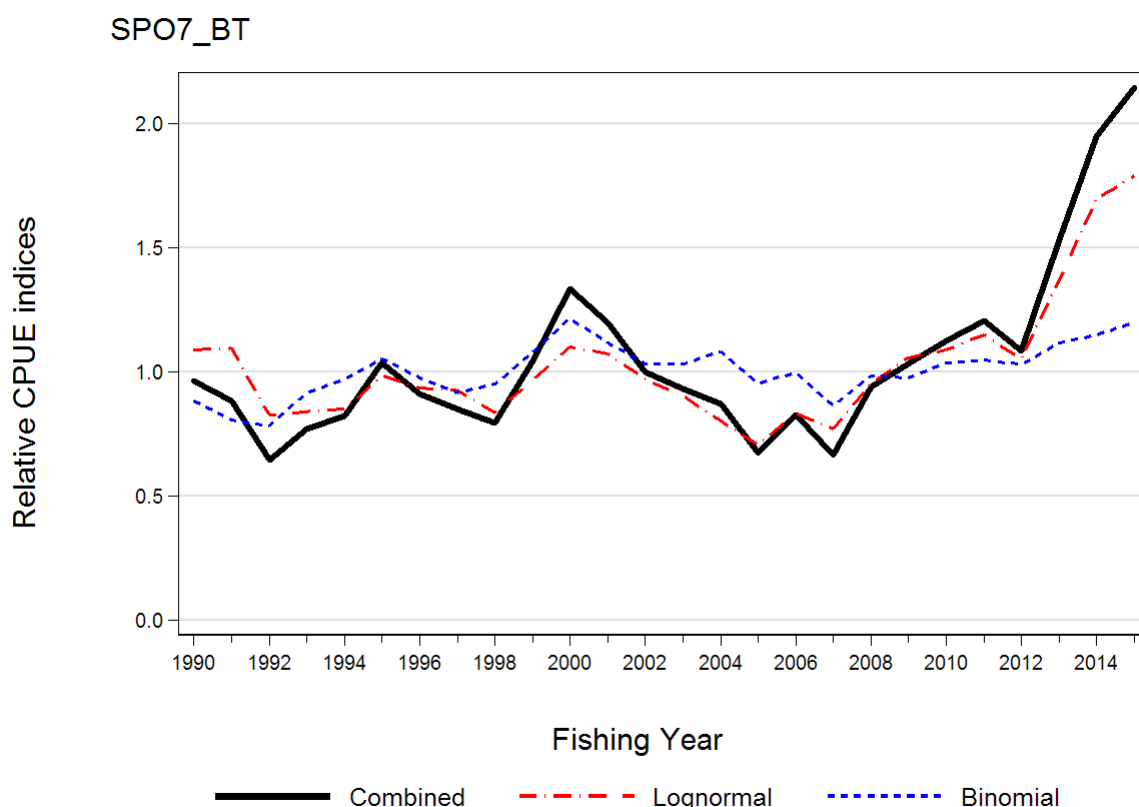 SPO7_BT
Relative CPUE indices
2.0
1.5
1.0
0.5
0.0
1990 1992 1994 1996 1998 2000 2002 2004 2006 2008 2010 2012 2014
Fishing Year
Combined Lognormal Binomial